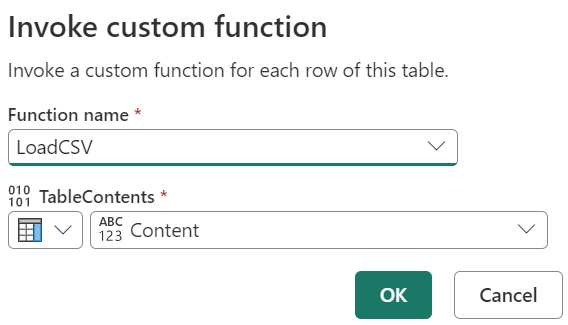 Invoke custom function
Invoke a custom function for each row of this table.
Function name *
LoadCSV
010
101 TableContents *
ABC
123 Content
OK Cancel